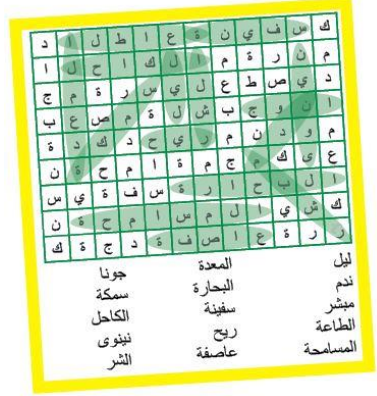 ك س ف ي ن ة ع ا ط ل ا د
م ن ر ة م ا ل ك ا ح ل ا
د ي ص ط ع ل ي س ر ة م ج
ا ن و ج ب ش ل ة م ص ع ب
م و د ن م ر ي ح د ك د ة
ع ى ك م ج م ة ا م ح ة ن
ا ل ب ح ا ر ة س ف ة ي س
ك ش ي ا ل م س ا م ح ة ن
ر ر ة ع ا ص ف ة د ج ة ك
ليل المعدة جونا
ندم البحارة سمكة
مبشر سفينة الكاحل
الطاعة ريح نينوى
المسامحة عاصفة الشر